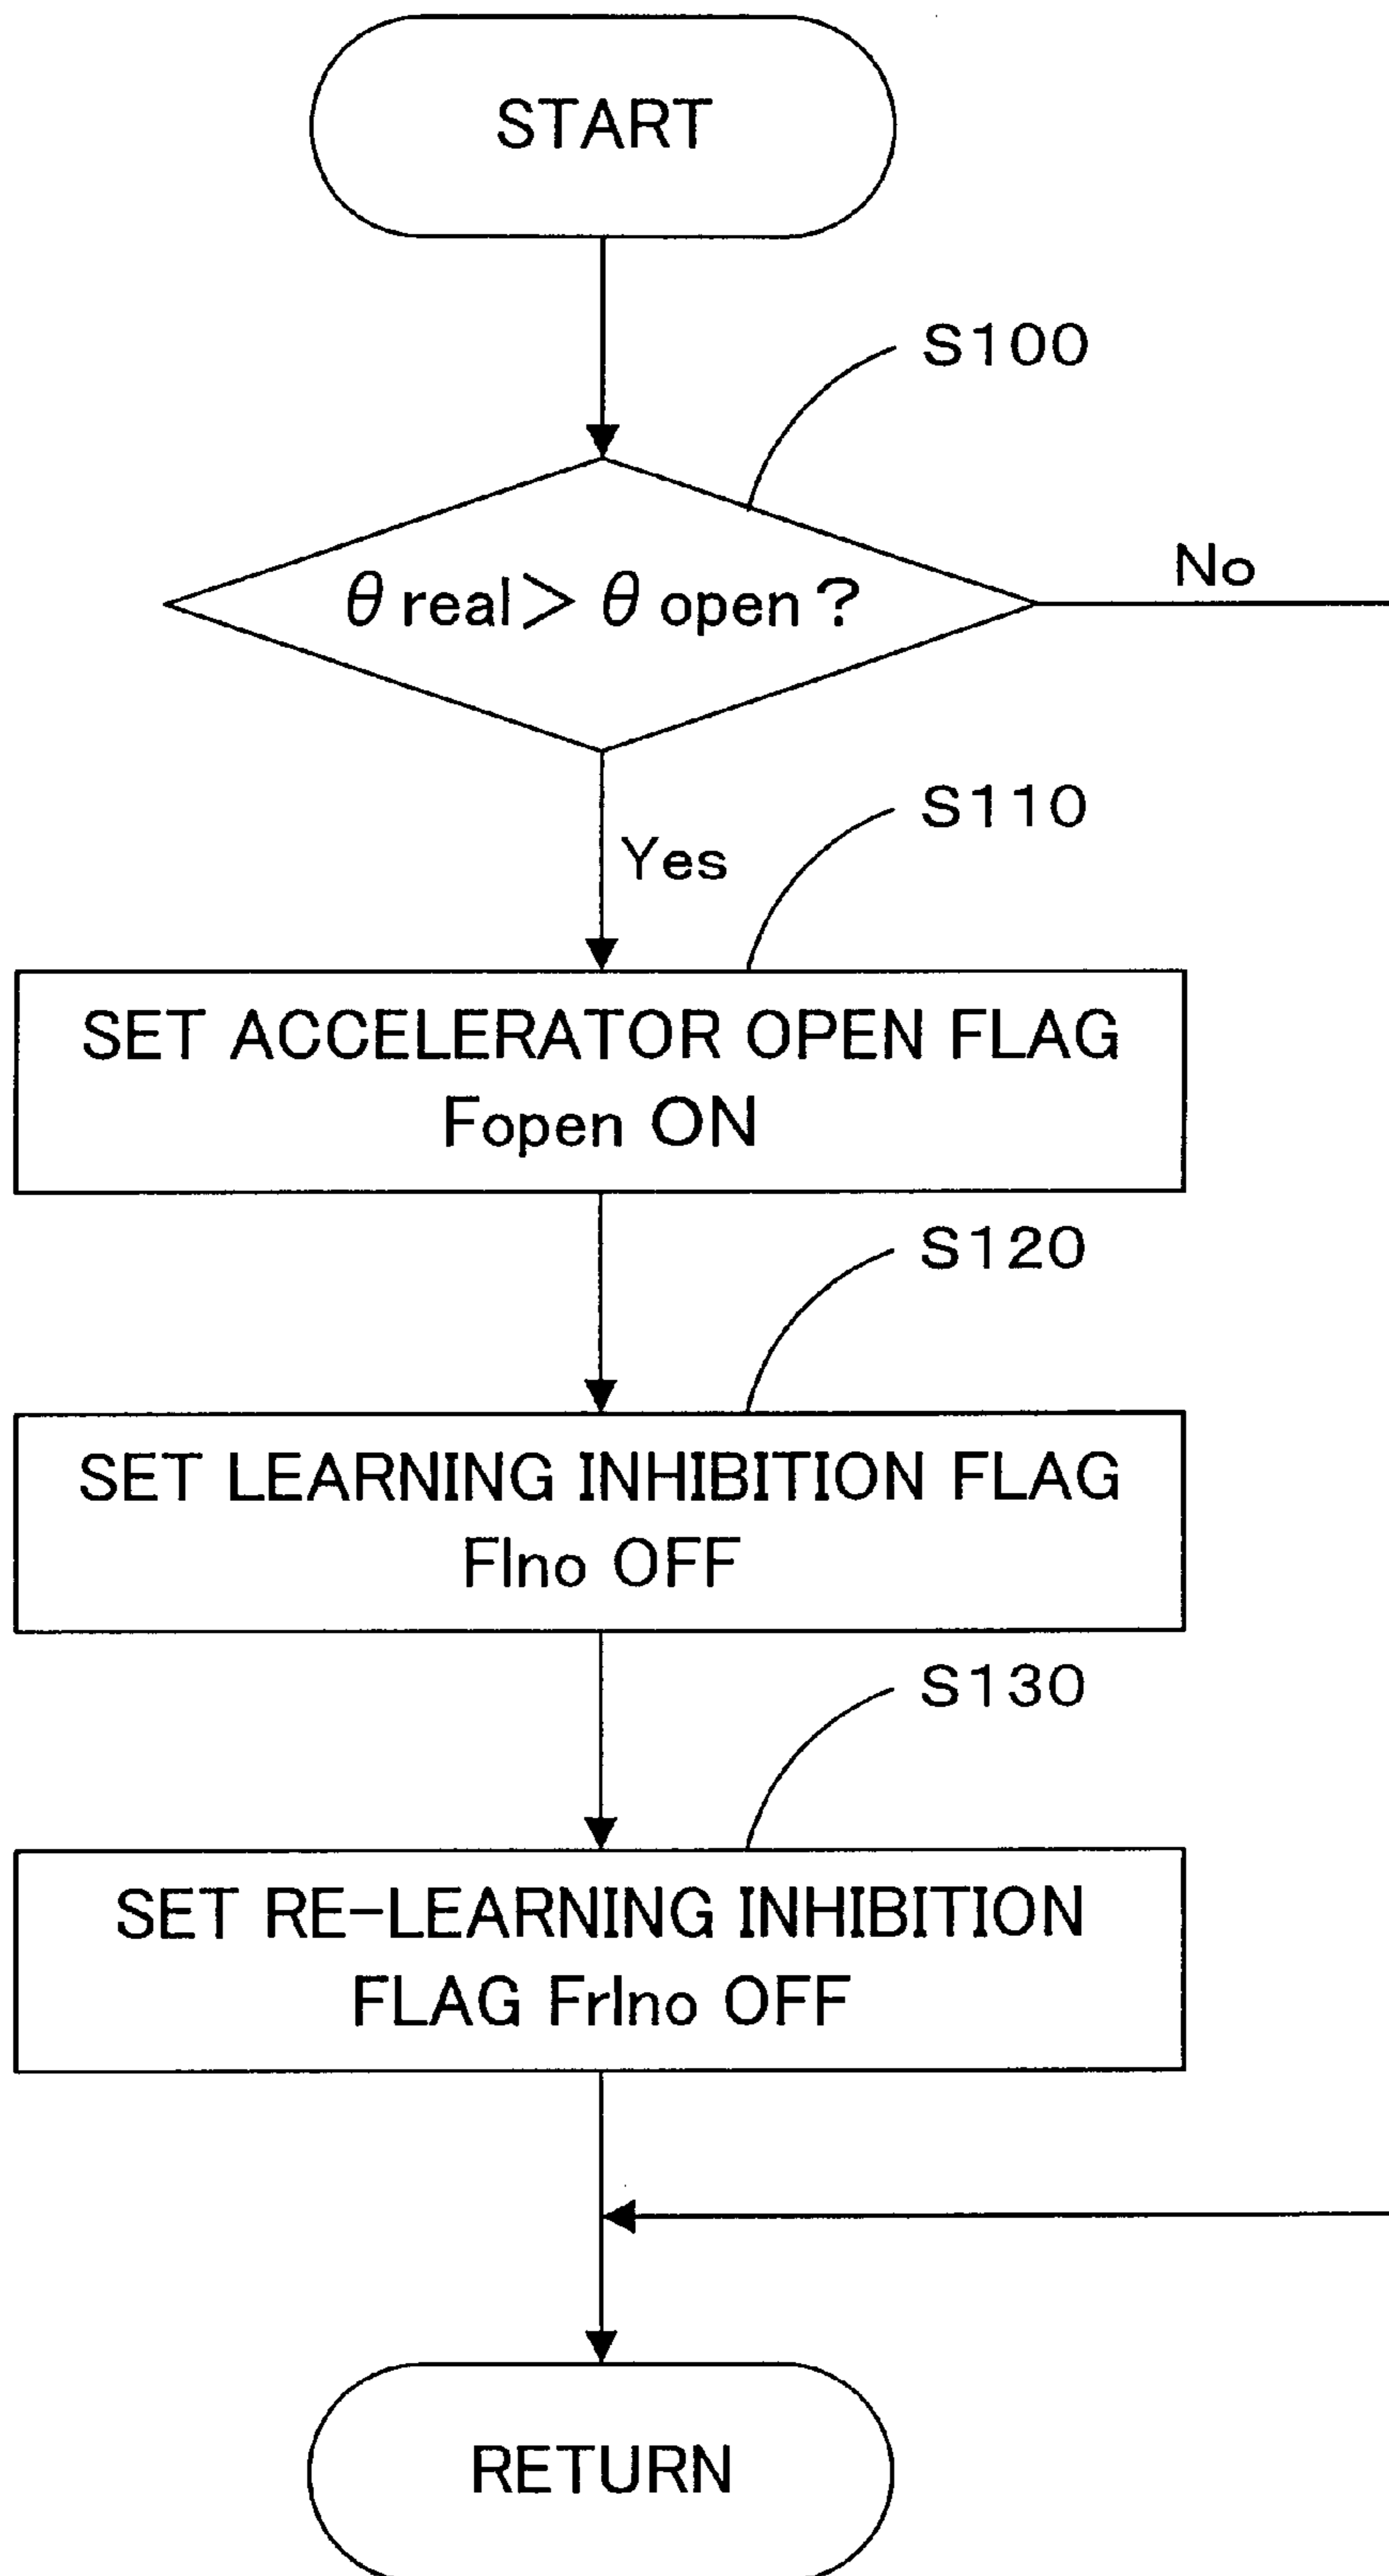 START
S100
θ real> θ open?
No
Yes
S110
SET ACCELERATOR OPEN FLAG
Fopen ON
S120
SET LEARNING INHIBITION FLAG
Flno OFF
S130
SET RE-LEARNING INHIBITION
FLAG Frlno OFF
RETURN